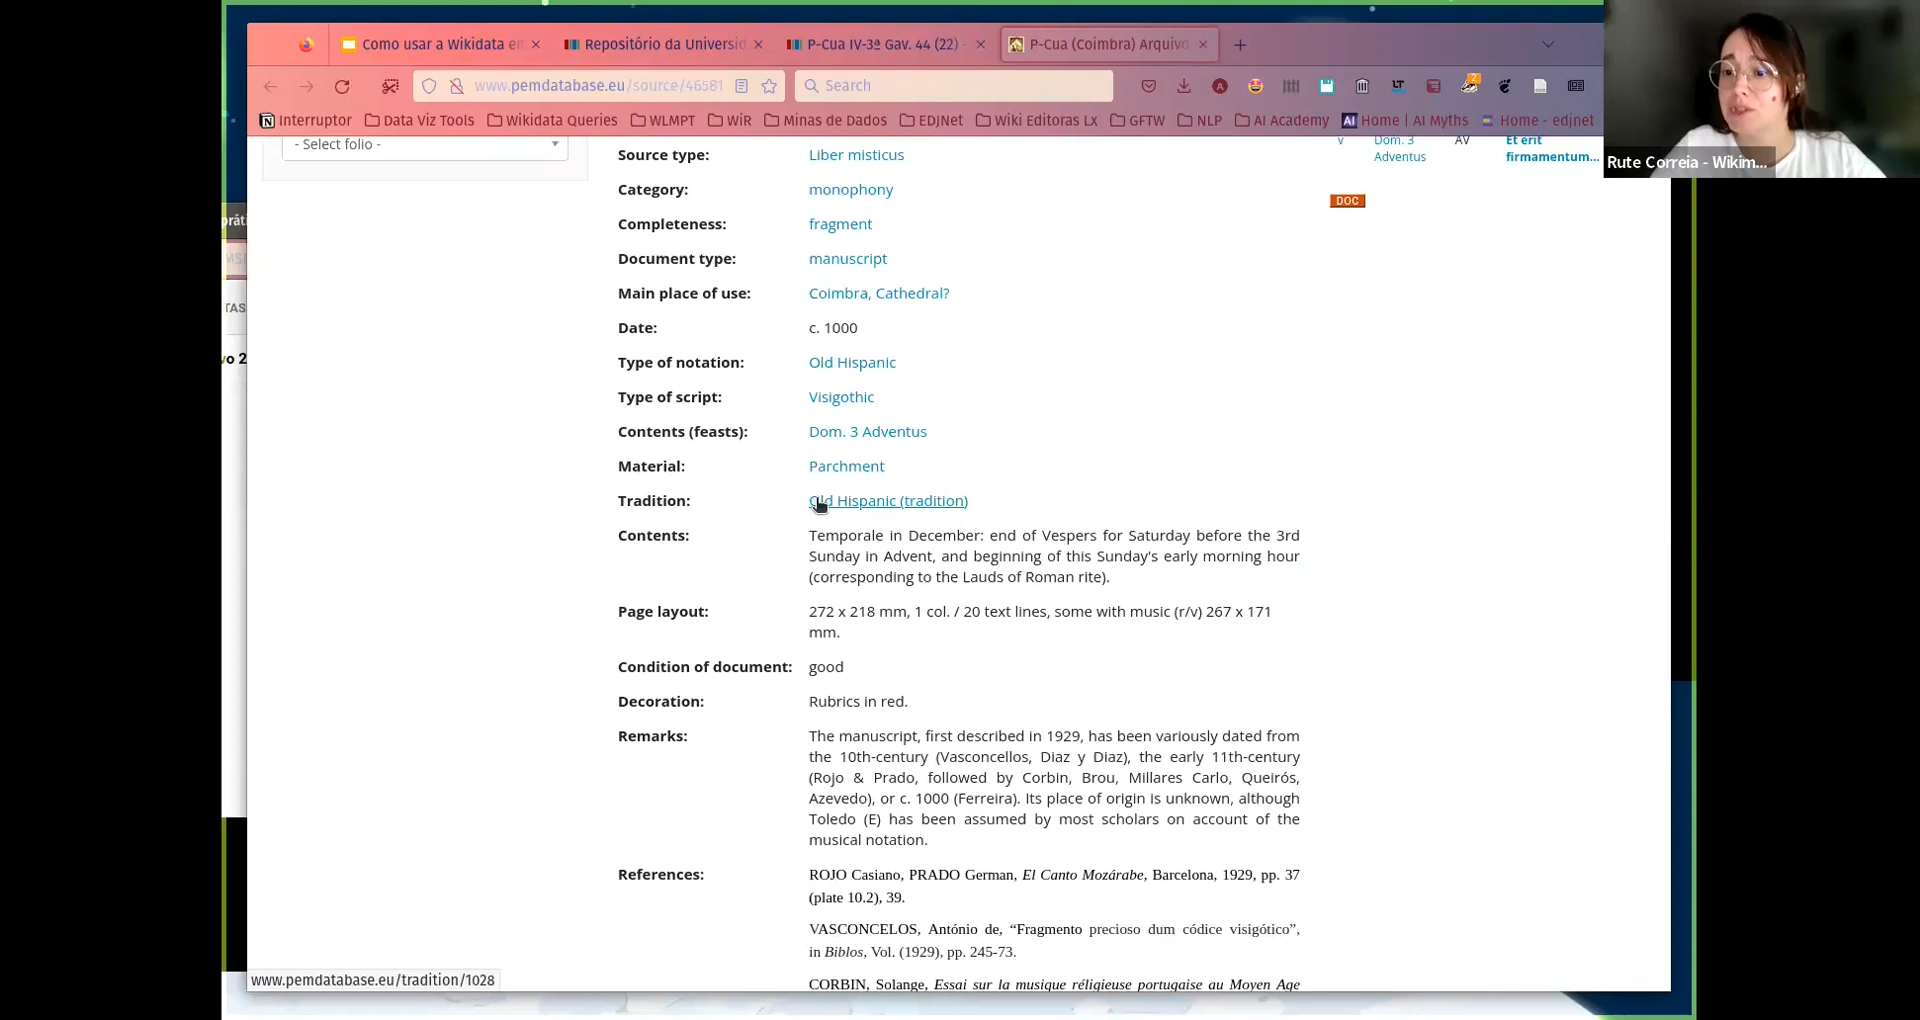 Como usar a Wikidata em
Repositório da Universid
P-Cua IV-3ª Gav. 44 (22) -
P-Cua (Coimbra) Arquivo
www.pemdatabase.eu/source/46581
Search
2
Interruptor
Data Viz Tools
Wikidata Queries
WLMPT
WiR
Minas de Dados
EDJNet
Wiki Editoras Lx
GFTW
NLP
AI Academy
AI Home | AI Myths
Home - edjnet
Rute Correia - Wikim...
- Select folio -
Source type: Liber misticus
v Dom. 3 Adventus AV Et erit firmamentum...
Category: monophony
DOC
Completeness: fragment
Document type: manuscript
Main place of use: Coimbra, Cathedral?
Date: c. 1000
Type of notation: Old Hispanic
Type of script: Visigothic
Contents (feasts): Dom. 3 Adventus
Material: Parchment
Tradition: Old Hispanic (tradition)
Contents: Temporale in December: end of Vespers for Saturday before the 3rd
Sunday in Advent, and beginning of this Sunday's early morning hour
(corresponding to the Lauds of Roman rite).
Page layout: 272 x 218 mm, 1 col. / 20 text lines, some with music (r/v) 267 x 171
mm.
Condition of document: good
Decoration: Rubrics in red.
Remarks: The manuscript, first described in 1929, has been variously dated from
the 10th-century (Vasconcellos, Diaz y Diaz), the early 11th-century
(Rojo & Prado, followed by Corbin, Brou, Millares Carlo, Queirós,
Azevedo), or c. 1000 (Ferreira). Its place of origin is unknown, although
Toledo (E) has been assumed by most scholars on account of the
musical notation.
References: ROJO Casiano, PRADO German, El Canto Mozárabe, Barcelona, 1929, pp. 37
(plate 10.2), 39.
VASCONCELOS, António de, “Fragmento precioso dum códice visigótico”,
in Biblos, Vol. (1929), pp. 245-73.
CORBIN, Solange, Essai sur la musique réligieuse portugaise au Moyen Age
www.pemdatabase.eu/tradition/1028